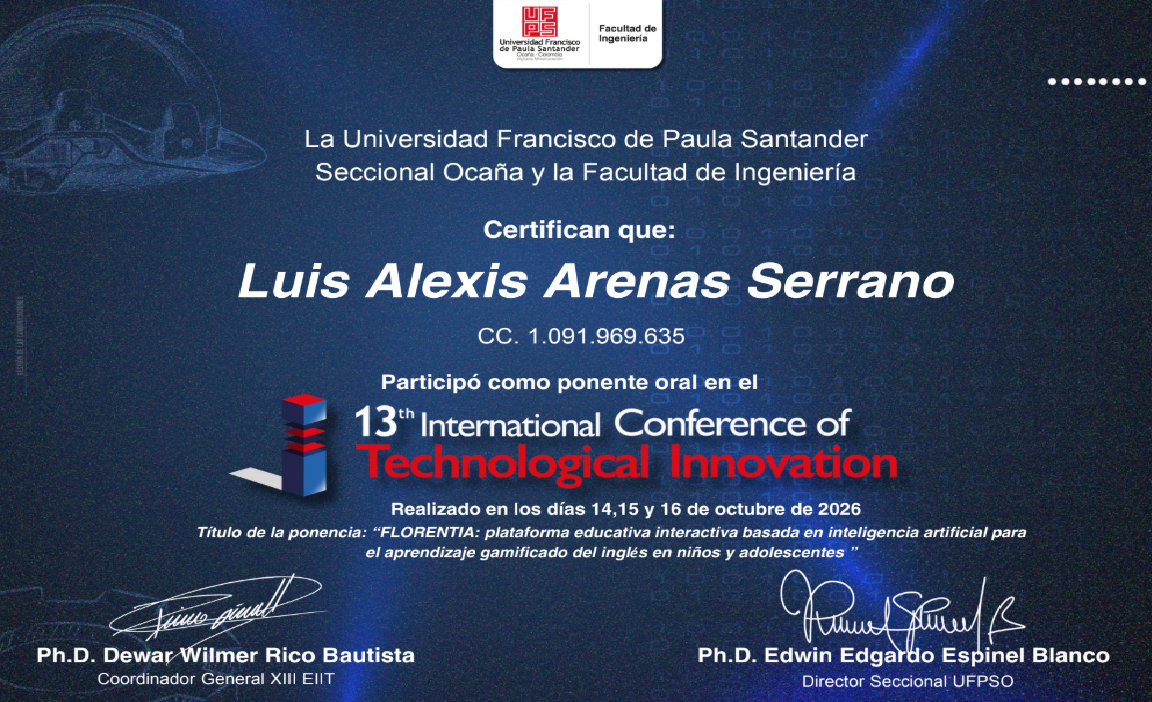 UFPS
Universidad Francisco
de Paula Santander
Ocaña - Colombia
Facultad de
Ingeniería
La Universidad Francisco de Paula Santander
Seccional Ocaña y la Facultad de Ingeniería
Certifican que:
Luis Alexis Arenas Serrano
CC. 1.091.969.635
Participó como ponente oral en el
13th International Conference of
Technological Innovation
Realizado en los días 14,15 y 16 de octubre de 2026
Título de la ponencia: “FLORENTIA: plataforma educativa interactiva basada en inteligencia artificial para
el aprendizaje gamificado del inglés en niños y adolescentes ”
Ph.D. Dewar Wilmer Rico Bautista
Coordinador General XIII EIIT
Ph.D. Edwin Edgardo Espinel Blanco
Director Seccional UFPSO